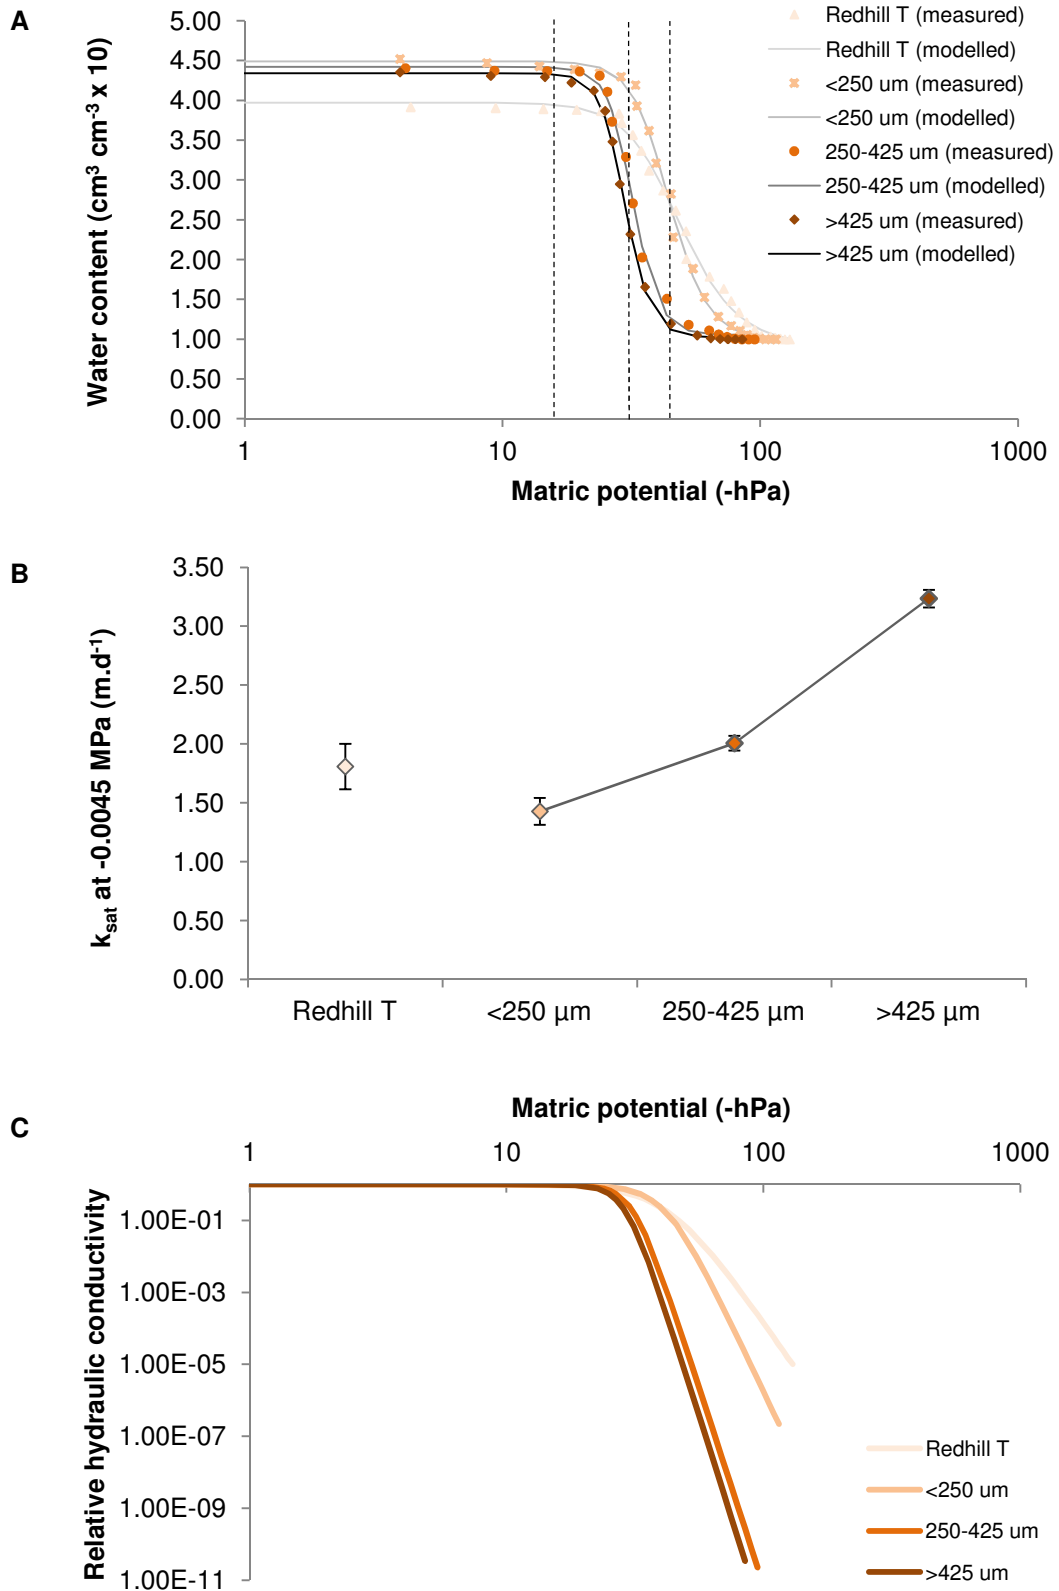 A
Water content (cm³ cm⁻³ x 10)
5.00
4.50
4.00
3.50
3.00
2.50
2.00
1.50
1.00
0.50
0.00
1 10 100 1000
Matric potential (-hPa)
Redhill T (measured)
Redhill T (modelled)
<250 um (measured)
<250 um (modelled)
250-425 um (measured)
250-425 um (modelled)
>425 um (measured)
>425 um (modelled)
B
k_sat at -0.0045 MPa (m.d⁻¹)
3.50
3.00
2.50
2.00
1.50
1.00
0.50
0.00
Redhill T <250 µm 250-425 µm >425 µm
C
Matric potential (-hPa)
1 10 100 1000
Relative hydraulic conductivity
1.00E-01
1.00E-03
1.00E-05
1.00E-07
1.00E-09
1.00E-11
Redhill T
<250 um
250-425 um
>425 um